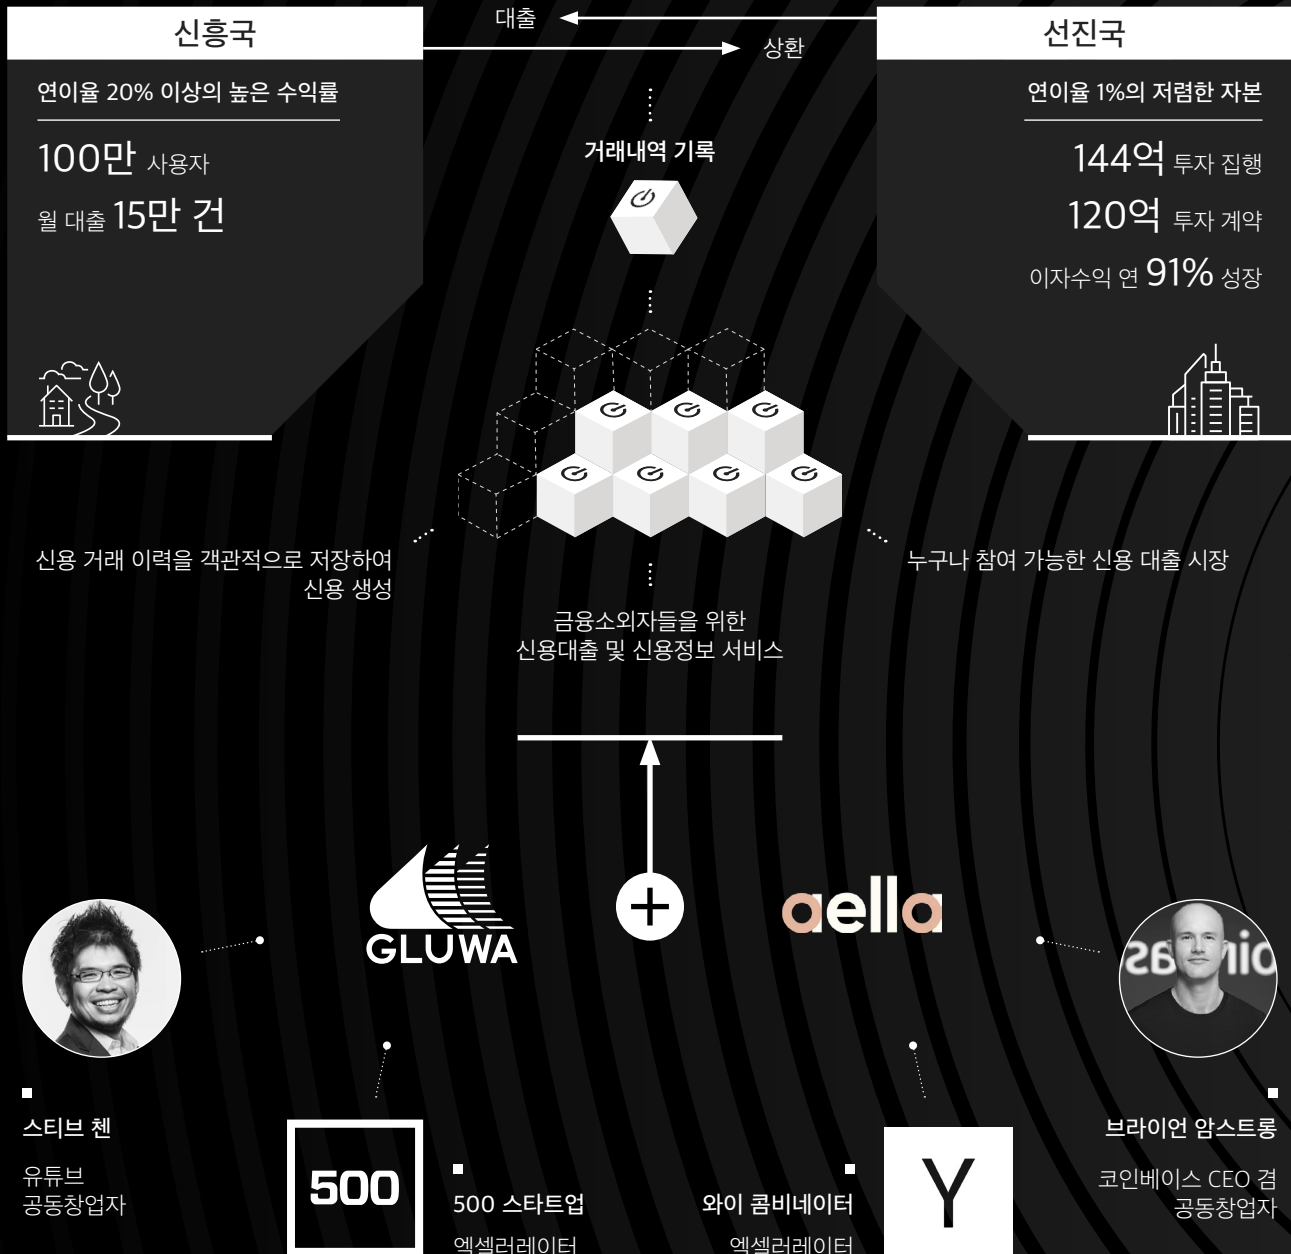 신흥국
연이율 20% 이상의 높은 수익률
100만 사용자
월 대출 15만 건
대출
상환
거래내역 기록
선진국
연이율 1%의 저렴한 자본
144억 투자 집행
120억 투자 계약
이자수익 연 91% 성장
신용 거래 이력을 객관적으로 저장하여
신용 생성
금융소외자들을 위한
신용대출 및 신용정보 서비스
누구나 참여 가능한 신용 대출 시장
GLUWA
aella
스티브 첸
유튜브
공동창업자
500
500 스타트업
엑셀러레이터
와이 콤비네이터
엑셀러레이터
Y
브라이언 암스트롱
코인베이스 CEO 겸
공동창업자